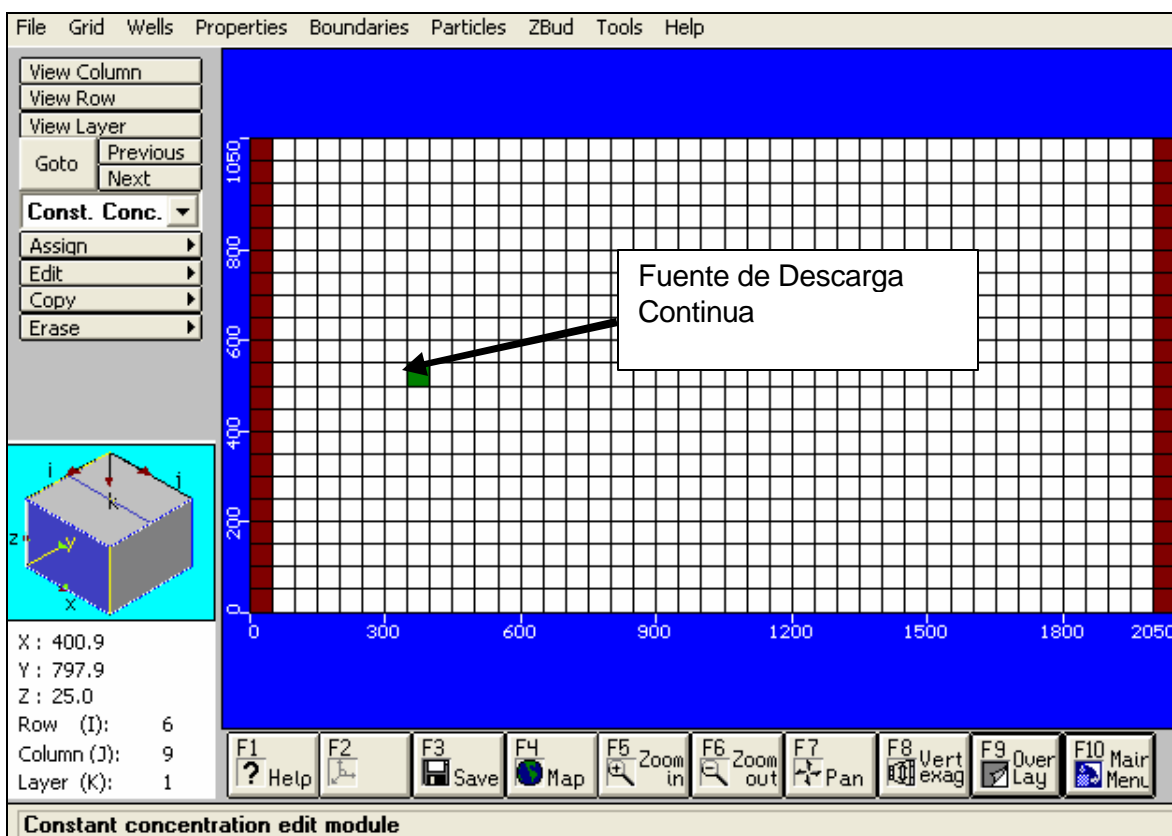 File Grid Wells Properties Boundaries Particles ZBud Tools Help
View Column
View Row
View Layer
Goto
Previous
Next
Const. Conc.
Assign
Edit
Copy
Erase
1050
800
600
400
200
0
Fuente de Descarga
Continua
0 300 600 900 1200 1500 1800 2050
i j
k
z y
x
X : 400.9
Y : 797.9
Z : 25.0
Row (I): 6
Column (J): 9
Layer (K): 1
F1 ? Help
F2
F3 Save
F4 Map
F5 Zoom in
F6 Zoom out
F7 Pan
F8 Vert exag
F9 Over Lay
F10 Main Menu
Constant concentration edit module